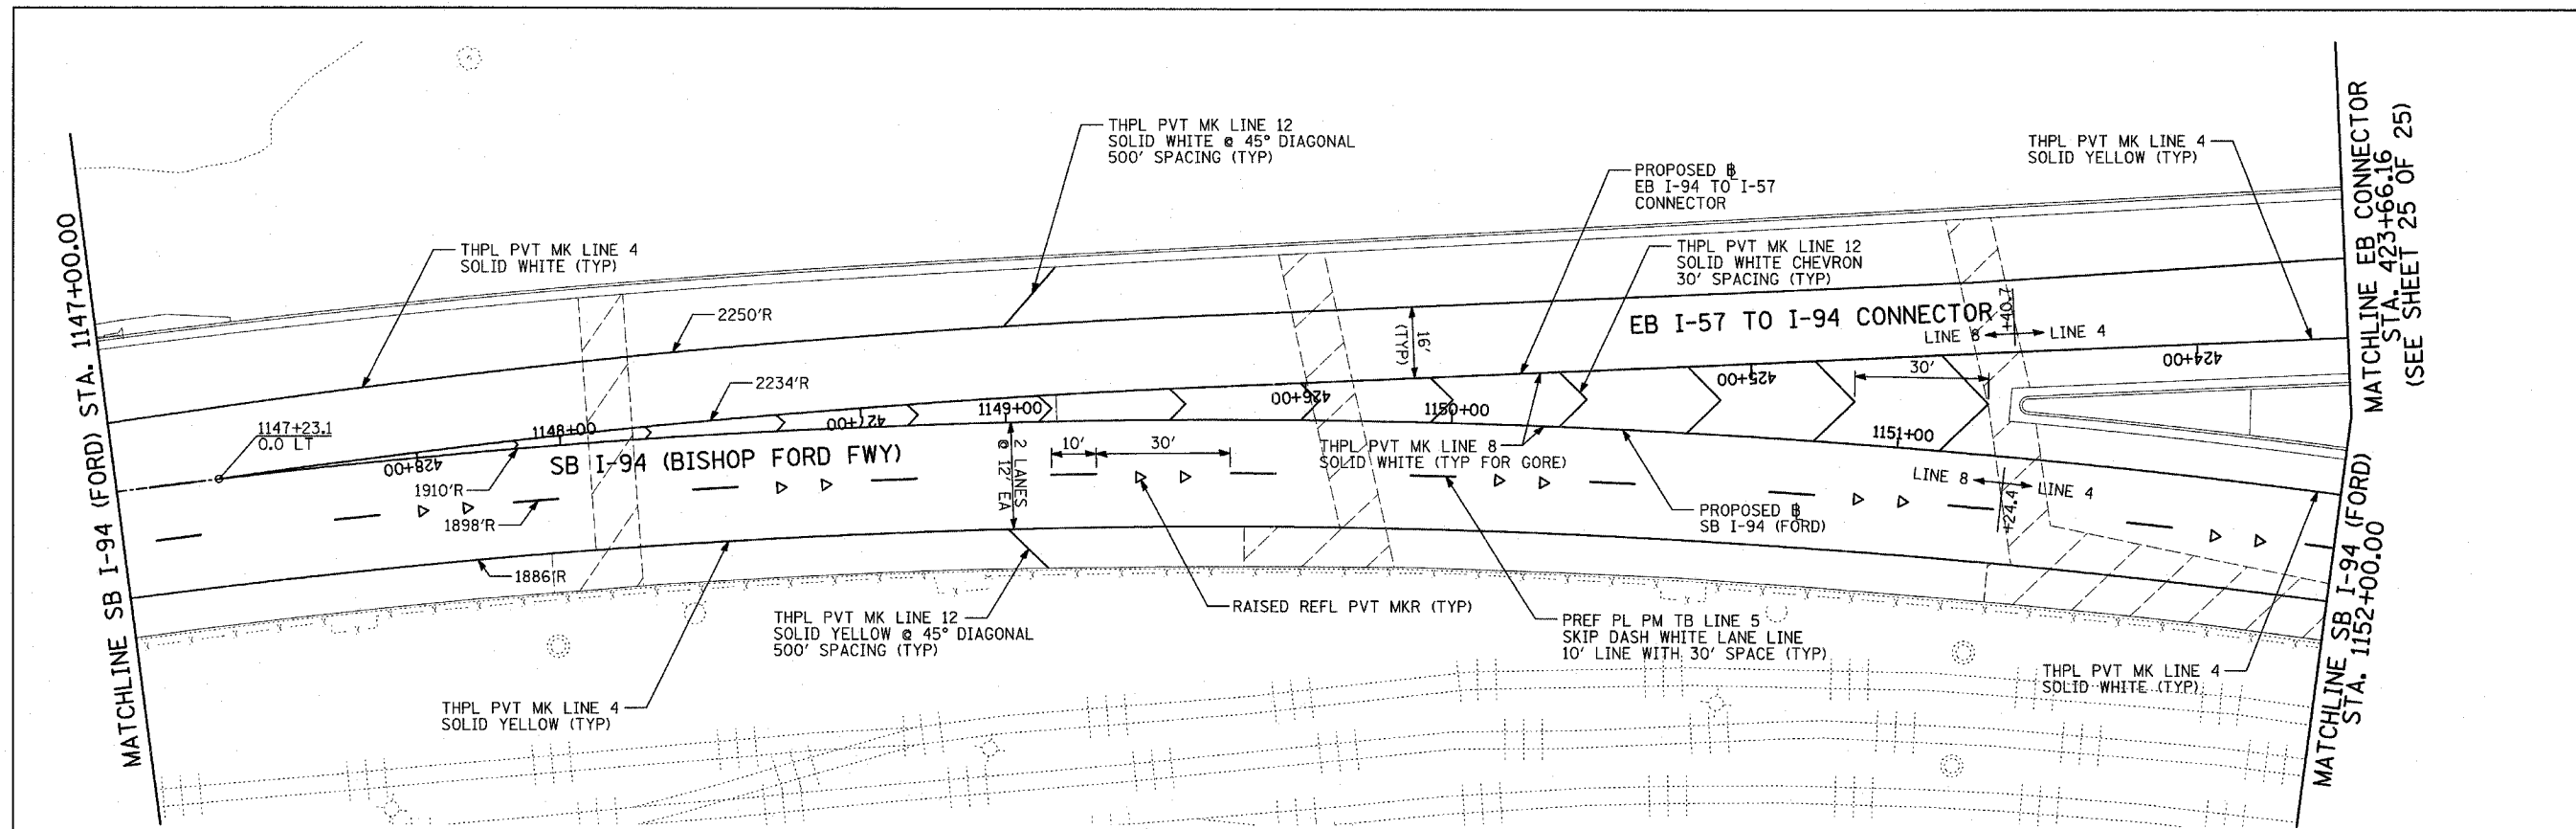 MATCHLINE SB I-94 (FORD) STA. 1147+00.00
THPL PVT MK LINE 4
SOLID WHITE (TYP)
1147+23.1
0.0 LT
2250'R
2234'R
THPL PVT MK LINE 12
SOLID WHITE @ 45° DIAGONAL
500' SPACING (TYP)
PROPOSED ℄
EB I-94 TO I-57
CONNECTOR
THPL PVT MK LINE 12
SOLID WHITE CHEVRON
30' SPACING (TYP)
THPL PVT MK LINE 4
SOLID YELLOW (TYP)
MATCHLINE EB CONNECTOR
STA. 423+66.16
(SEE SHEET 25 OF 25)
EB I-57 TO I-94 CONNECTOR
16'
(TYP)
+40.7
LINE 8
LINE 4
30'
424+00
425+00
426+00
427+00
428+00
1148+00
1149+00
1150+00
1151+00
SB I-94 (BISHOP FORD FWY)
2 LANES
@ 12' EA
10'
30'
THPL PVT MK LINE 8
SOLID WHITE (TYP FOR GORE)
1910'R
1898'R
1886'R
LINE 8
LINE 4
+24.4
PROPOSED ℄
SB I-94 (FORD)
RAISED REFL PVT MKR (TYP)
THPL PVT MK LINE 12
SOLID YELLOW @ 45° DIAGONAL
500' SPACING (TYP)
PREF PL PM TB LINE 5
SKIP DASH WHITE LANE LINE
10' LINE WITH 30' SPACE (TYP)
THPL PVT MK LINE 4
SOLID YELLOW (TYP)
THPL PVT MK LINE 4
SOLID WHITE (TYP)
MATCHLINE SB I-94 (FORD)
STA. 1152+00.00